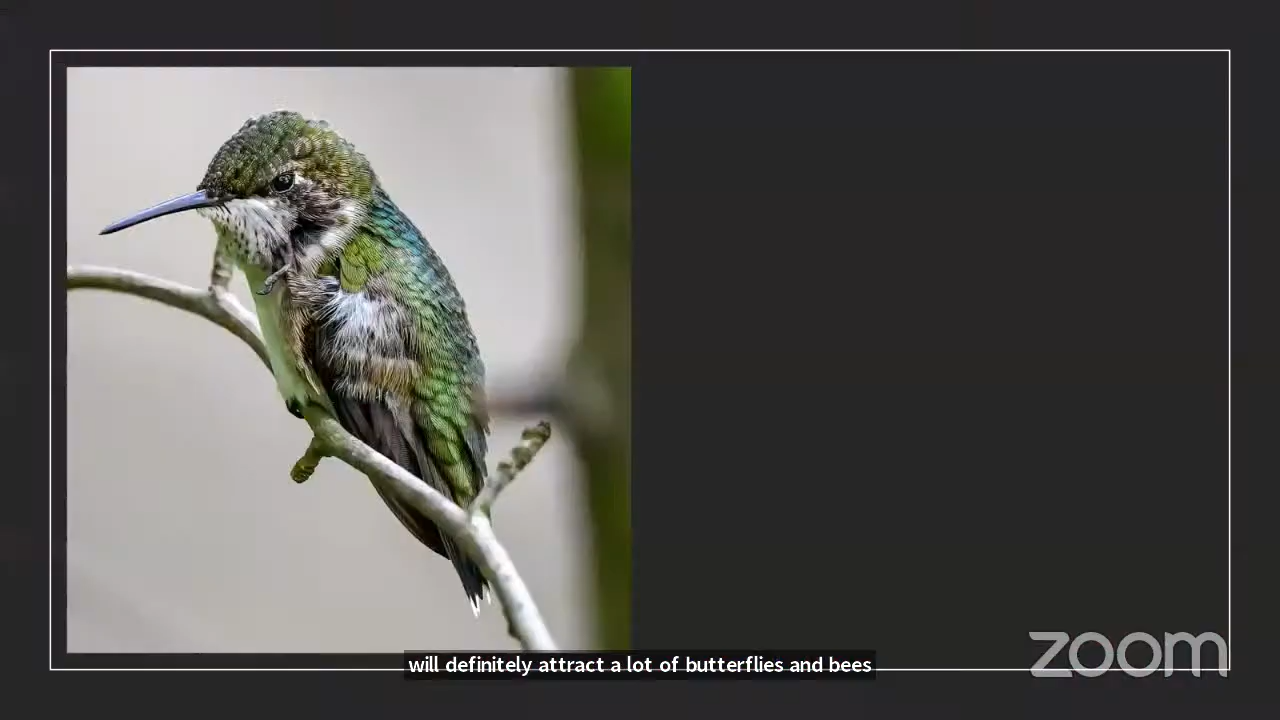 will definitely attract a lot of butterflies and bees
zoom